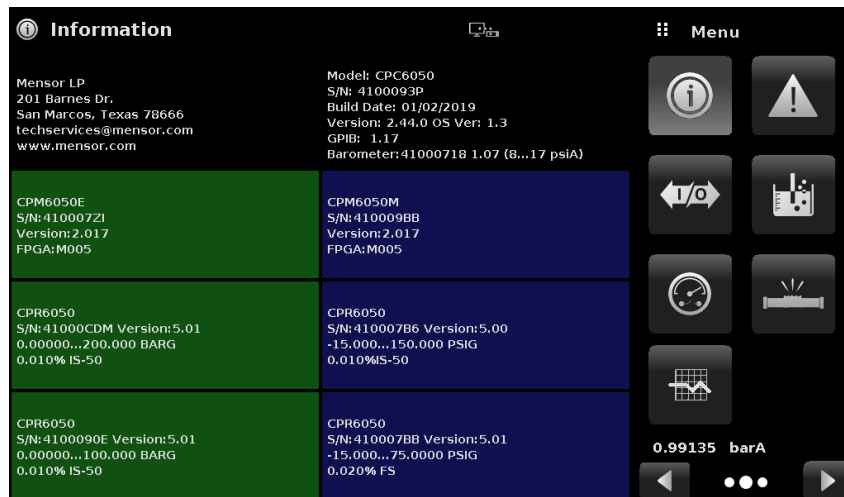 Information
Menu
Mensor LP
201 Barnes Dr.
San Marcos, Texas 78666
techservices@mensor.com
www.mensor.com
Model: CPC6050
S/N: 4100093P
Build Date: 01/02/2019
Version: 2.44.0 OS Ver: 1.3
GPIB: 1.17
Barometer:41000718 1.07 (8...17 psiA)
CPM6050E
S/N:410007ZI
Version:2.017
FPGA:M005
CPM6050M
S/N:410009BB
Version:2.017
FPGA:M005
CPR6050
S/N:41000CDM Version:5.01
0.00000...200.000 BARG
0.010% IS-50
CPR6050
S/N:410007B6 Version:5.00
-15.000...150.000 PSIG
0.010%IS-50
CPR6050
S/N:4100090E Version:5.01
0.00000...100.000 BARG
0.010% IS-50
CPR6050
S/N:410007BB Version:5.01
-15.000...75.0000 PSIG
0.020% FS
I/O
0.99135 barA